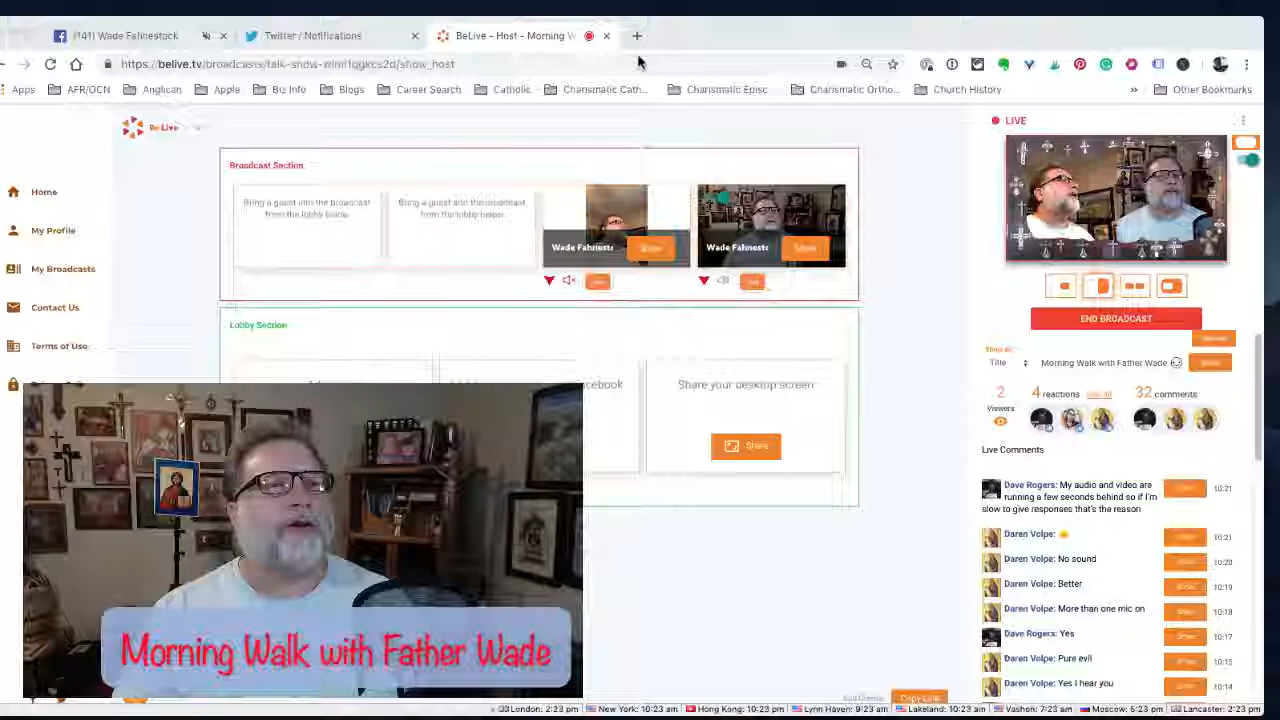 (141) Wade Fahnestock
Twitter / Notifications
BeLive - Host - Morning W
https://belive.tv/broadcasts/talk-show-
/show_host
Apps
AFR/OCN
Anglican
Apple
Biz Info
Blogs
Career Search
Catholic
Charismatic Cath...
Charismatic Episc...
Charismatic Ortho...
Church History
»
Other Bookmarks
BeLive
Home
My Profile
My Broadcasts
Contact Us
Terms of Use
Broadcast Section
Bring a guest into the broadcast
from the lobby below.
Bring a guest into the broadcast
from the lobby below.
Wade Fahnest
Wade Fahnest
Lobby Section
cebook
Share your desktop screen
Share
Morning Walk with Father Wade
LIVE
END BROADCAST
Title
Morning Walk with Father Wade
2
Viewers
4 reactions
32 comments
Live Comments
Dave Rogers: My audio and video are
running a few seconds behind so if i'm
slow to give responses that's the reason
10:21
Daren Volpe:
10:21
Daren Volpe: No sound
10:20
Daren Volpe: Better
10:19
Daren Volpe: More than one mic on
10:18
Dave Rogers: Yes
10:17
Daren Volpe: Pure evil
10:15
Daren Volpe: Yes I hear you
10:14
Copy Link
London: 2:23 pm
New York: 10:23 am
Hong Kong: 10:23 pm
Lynn Haven: 9:23 am
Lakeland: 10:23 am
Vashon: 7:23 am
Moscow: 5:23 pm
Lancaster: 2:23 pm